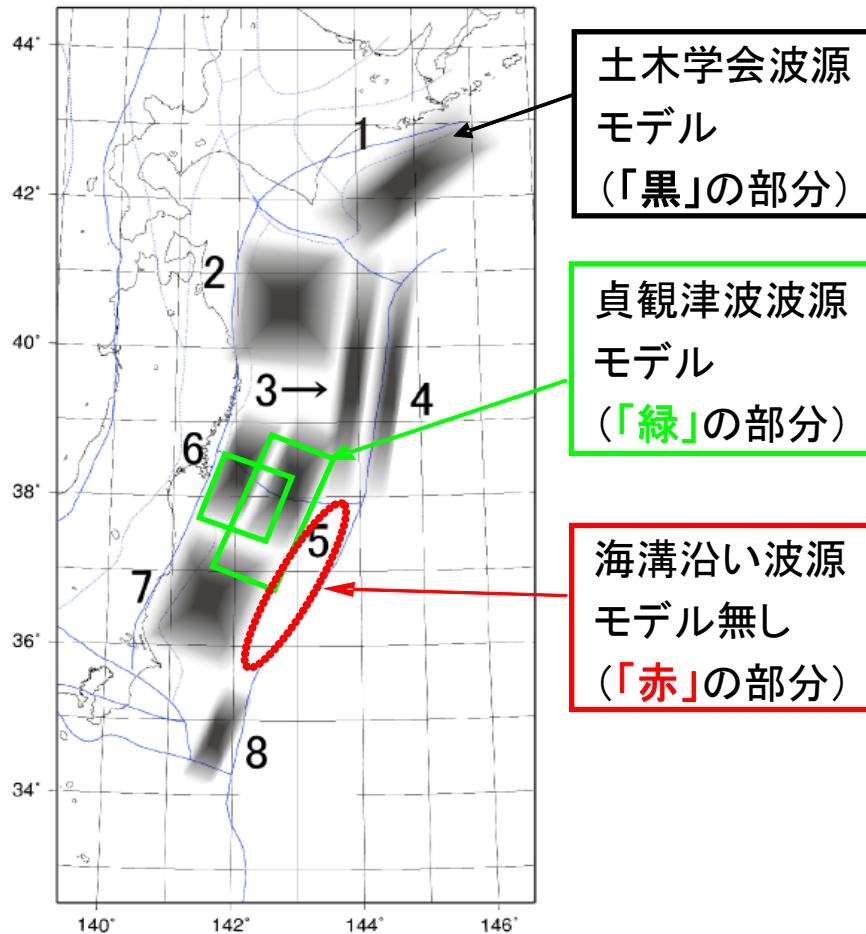 44°
42°
40°
38°
36°
34°
140°
142°
144°
146°
1
2
3→
4
5
6
7
8
土木学会波源
モデル
(「黒」の部分)
貞観津波波源
モデル
(「緑」の部分)
海溝沿い波源
モデル無し
(「赤」の部分)